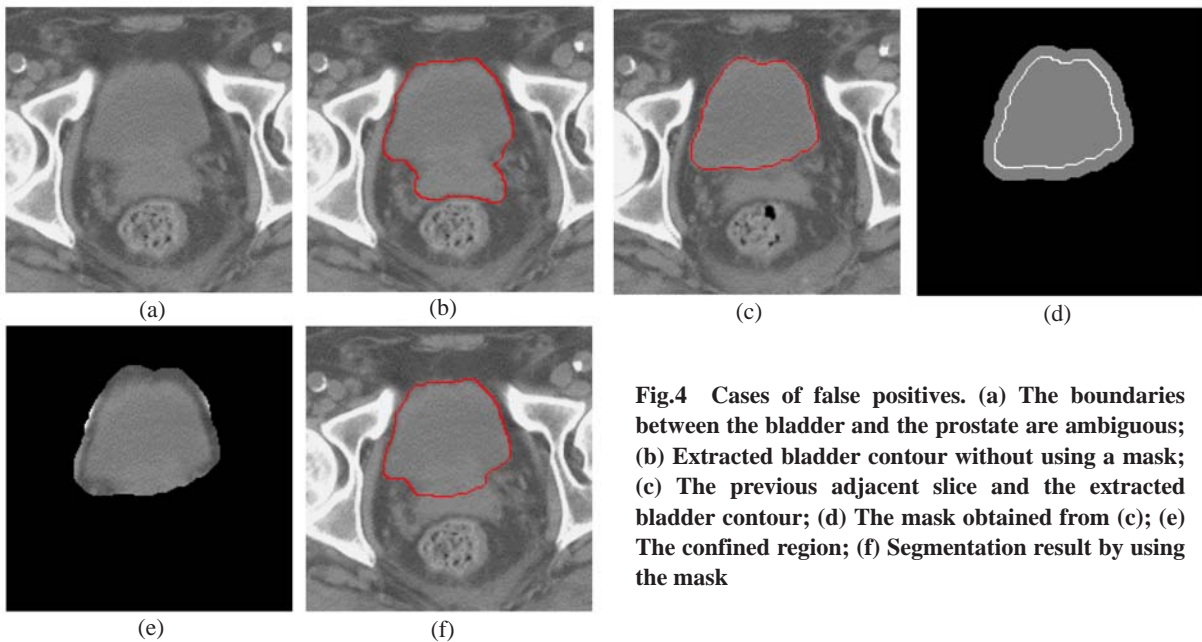 (a)
(b)
(c)
(d)
(e)
(f)
Fig.4 Cases of false positives. (a) The boundaries
between the bladder and the prostate are ambiguous;
(b) Extracted bladder contour without using a mask;
(c) The previous adjacent slice and the extracted
bladder contour; (d) The mask obtained from (c); (e)
The confined region; (f) Segmentation result by using
the mask